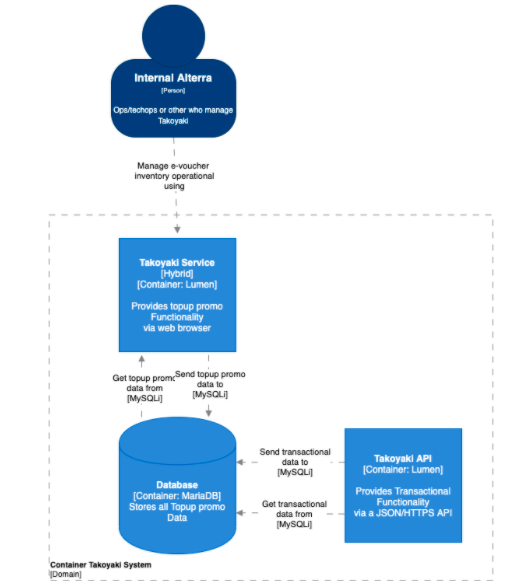 Internal Alterra
[Person]
Ops/techops or other who manage
Takoyaki
Manage e-voucher
inventory operational
using
Takoyaki Service
[Hybrid]
[Container: Lumen]
Provides topup promo
Functionality
via web browser
Get topup promo
data from
[MySQLi]
Send topup promo
data to
[MySQLi]
Database
[Container: MariaDB]
Stores all Topup promo
Data
Send transactional
data to
[MySQLi]
Get transactional
data from
[MySQLi]
Takoyaki API
[Container: Lumen]
Provides Transactional
Functionality
via a JSON/HTTPS API
Container Takoyaki System
[Domain]